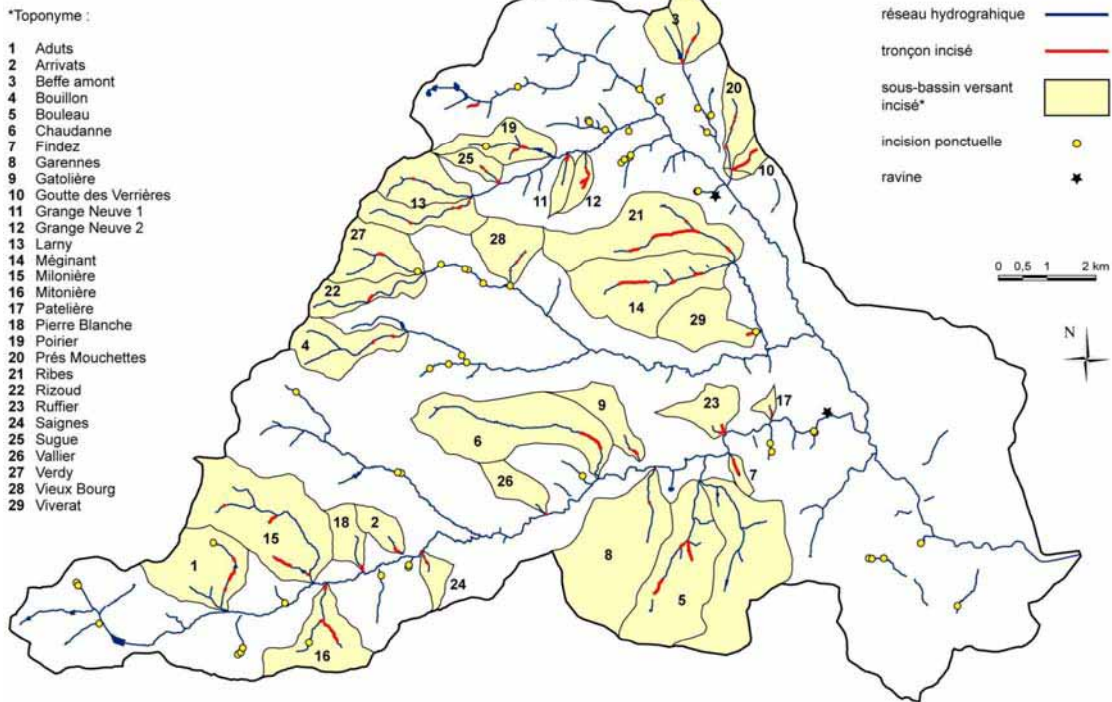 *Toponyme :
1 Aduts
2 Arrivats
3 Beffe amont
4 Bouillon
5 Bouleau
6 Chaudanne
7 Findez
8 Garennes
9 Gatolière
10 Goutte des Verrières
11 Grange Neuve 1
12 Grange Neuve 2
13 Larny
14 Méginant
15 Milonière
16 Mitonière
17 Patelière
18 Pierre Blanche
19 Poirier
20 Prés Mouchettes
21 Ribes
22 Rizoud
23 Ruffier
24 Saignes
25 Sugue
26 Vallier
27 Verdy
28 Vieux Bourg
29 Viverat
réseau hydrograhique
tronçon incisé
sous-bassin versant
incisé*
incision ponctuelle
ravine
0 0,5 1 2 km
N
3
20
19
25
10
13
11
12
21
27
28
22
14
29
4
9
23
17
6
26
7
18
2
15
1
8
24
5
16